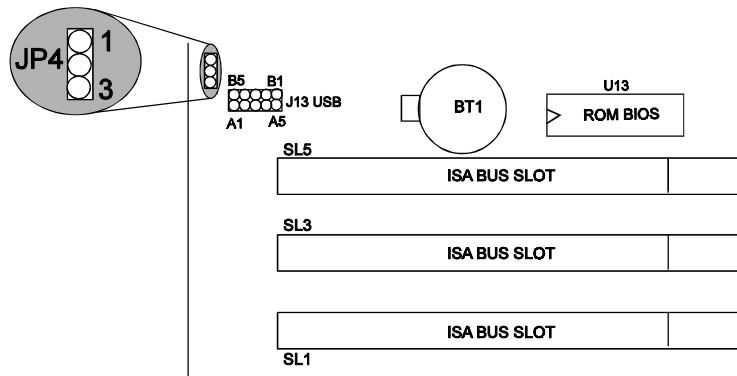 JP4
1
3
B5 B1
J13 USB
A1 A5
BT1
U13
ROM BIOS
SL5
ISA BUS SLOT
SL3
ISA BUS SLOT
ISA BUS SLOT
SL1